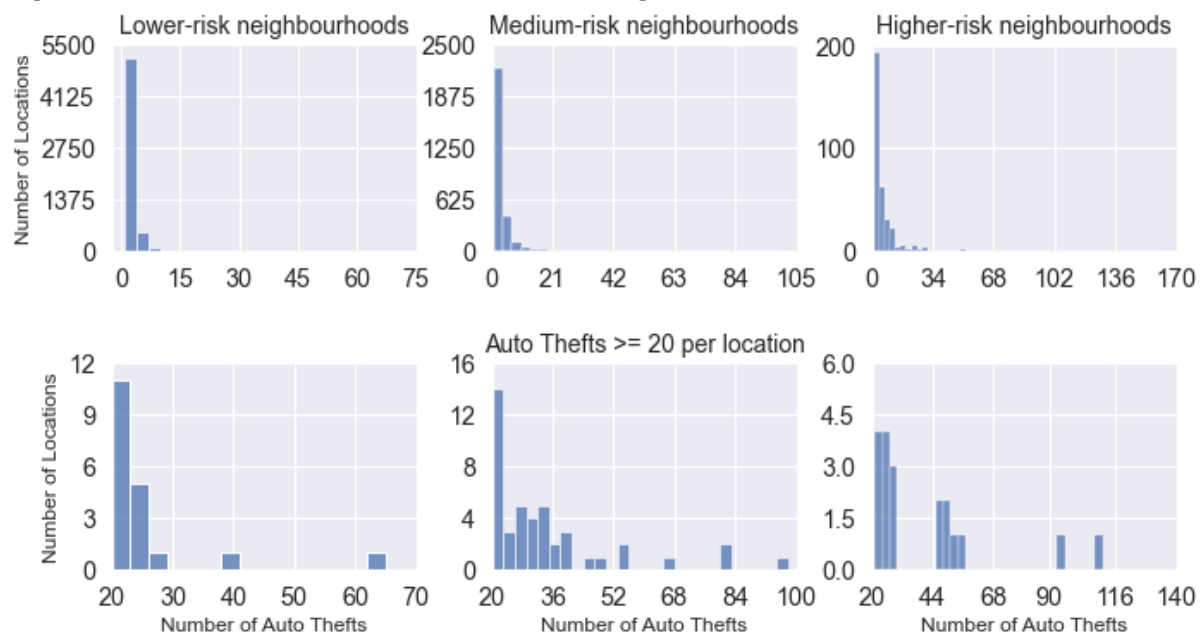 Lower-risk neighbourhoods
Number of Locations
5500
4125
2750
1375
0
0 15 30 45 60 75
Medium-risk neighbourhoods
2500
1875
1250
625
0
0 21 42 63 84 105
Higher-risk neighbourhoods
200
100
0
0 34 68 102 136 170
Number of Locations
12
9
6
3
0
20 30 40 50 60 70
Number of Auto Thefts
Auto Thefts >= 20 per location
16
12
8
4
0
20 36 52 68 84 100
Number of Auto Thefts
6.0
4.5
3.0
1.5
0.0
20 44 90 116 140
Number of Auto Thefts